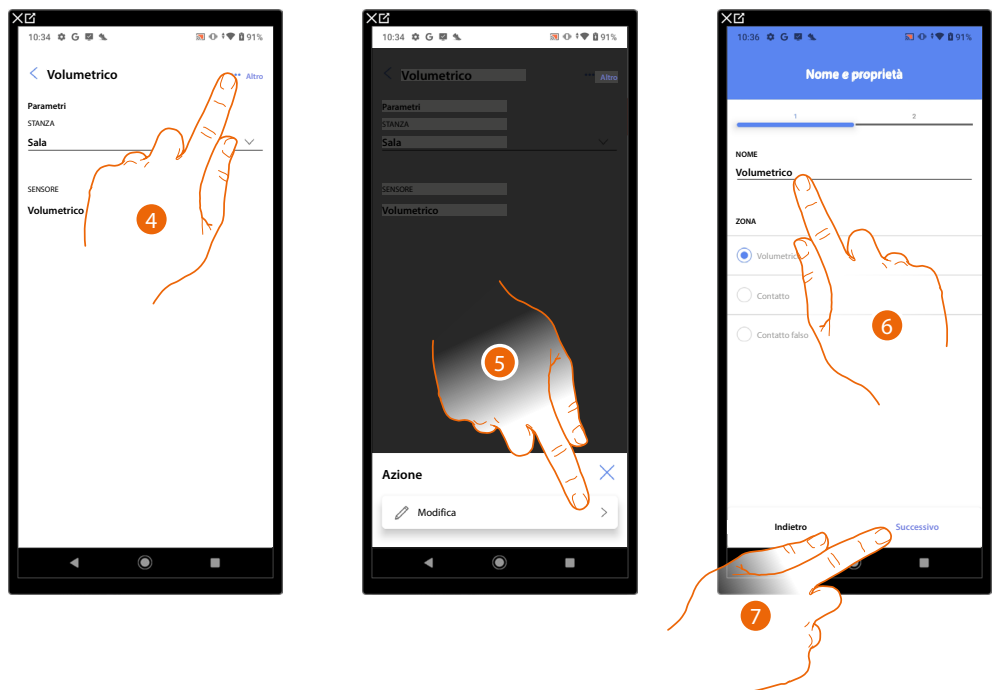 10:34 G 91%
Volumetrico
Altro
Parametri
STANZA
Sala
SENSORE
Volumetrico
4
10:34 G 91%
Volumetrico
Altro
Parametri
STANZA
Sala
SENSORE
Volumetrico
5
Azione
Modifica
10:36 G 91%
Nome e proprietà
1 2
NOME
Volumetrico
ZONA
Volumetrico
Contatto
Contatto falso
6
Indietro Successivo
7